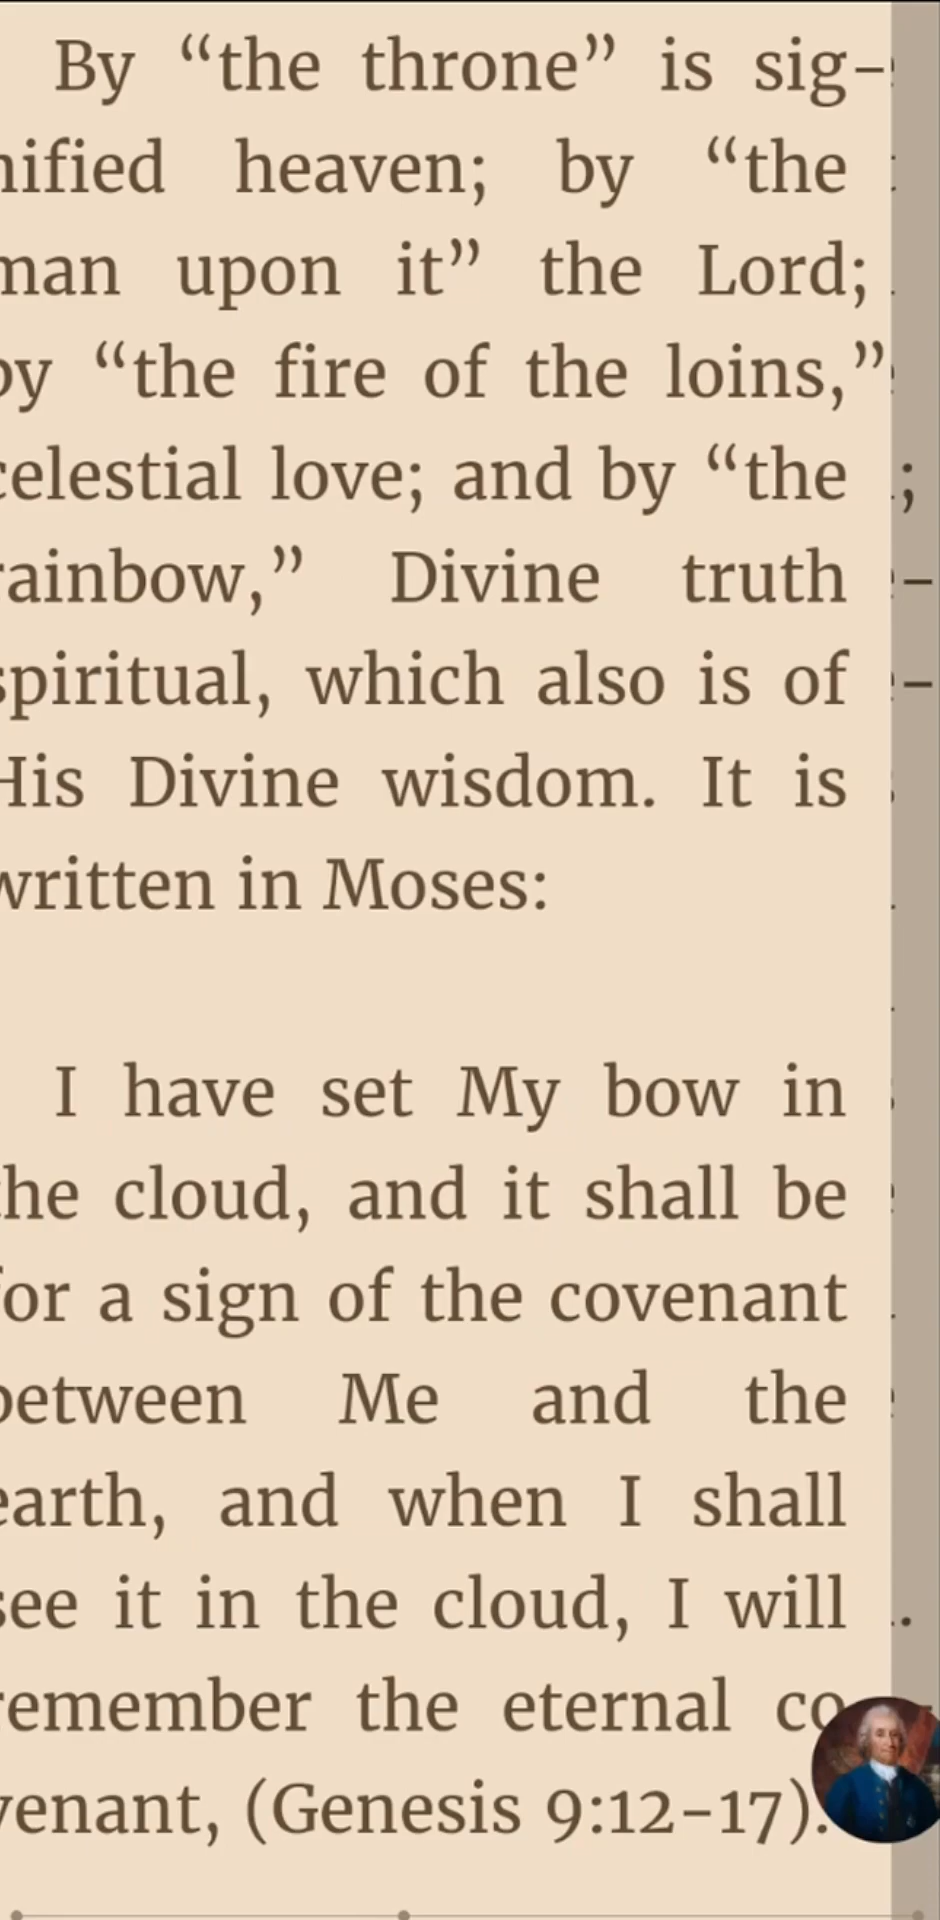 By “the throne” is sig-
nified heaven; by “the
man upon it” the Lord;
by “the fire of the loins,”
celestial love; and by “the
rainbow,” Divine truth
spiritual, which also is of
His Divine wisdom. It is
written in Moses:
I have set My bow in
the cloud, and it shall be
for a sign of the covenant
between Me and the
earth, and when I shall
see it in the cloud, I will
remember the eternal co
venant, (Genesis 9:12-17).